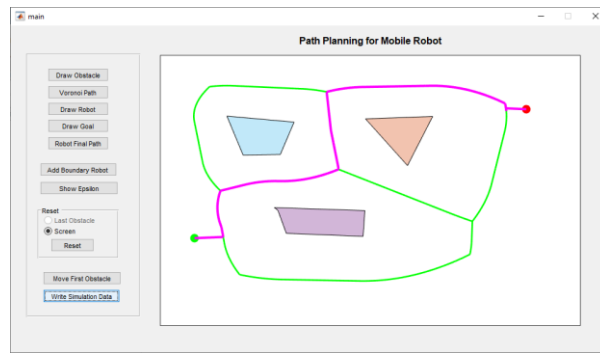 main
Path Planning for Mobile Robot
Draw Obstacle
Voronoi Path
Draw Robot
Draw Goal
Robot Final Path
Add Boundary Robot
Show Epsilon
Reset
Last Obstacle
Screen
Reset
Move First Obstacle
Write Simulation Data